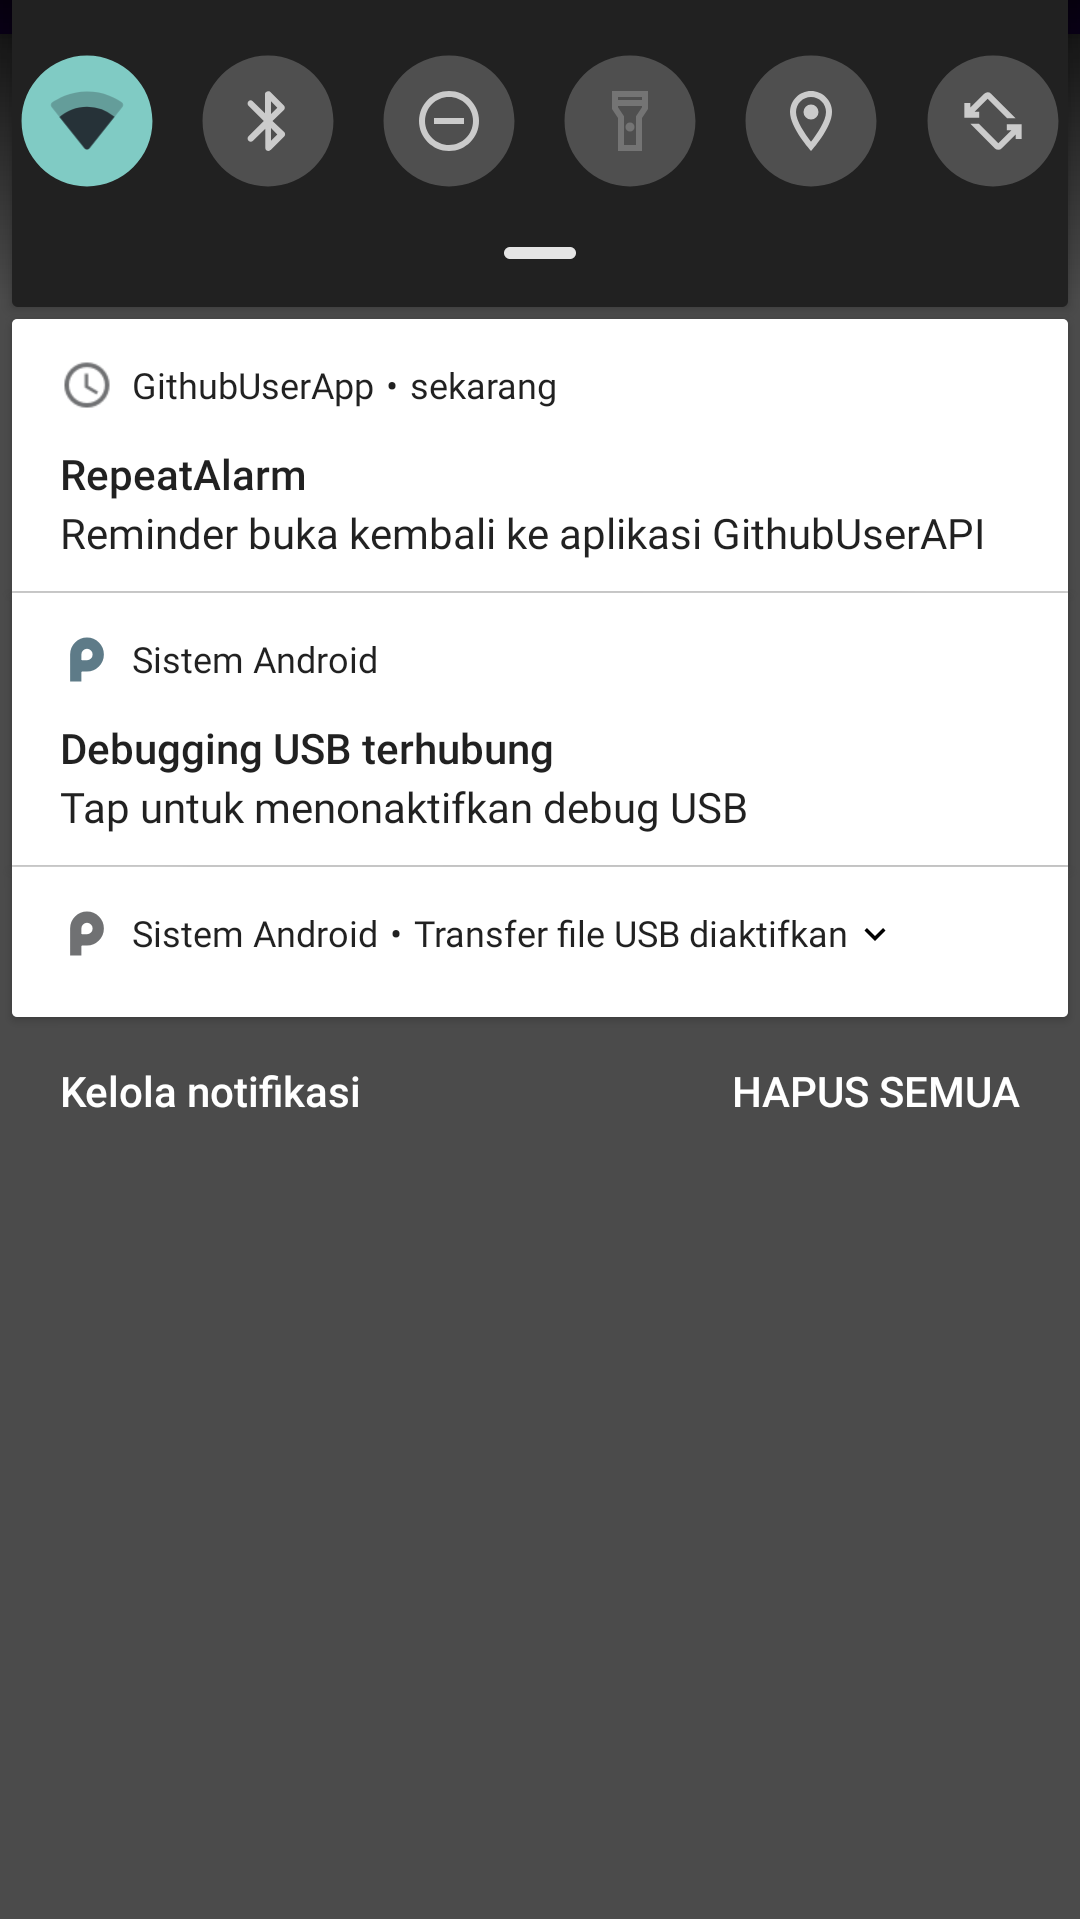 GithubUserApp • sekarang
RepeatAlarm
Reminder buka kembali ke aplikasi GithubUserAPI
Sistem Android
Debugging USB terhubung
Tap untuk menonaktifkan debug USB
Sistem Android • Transfer file USB diaktifkan
Kelola notifikasi
HAPUS SEMUA